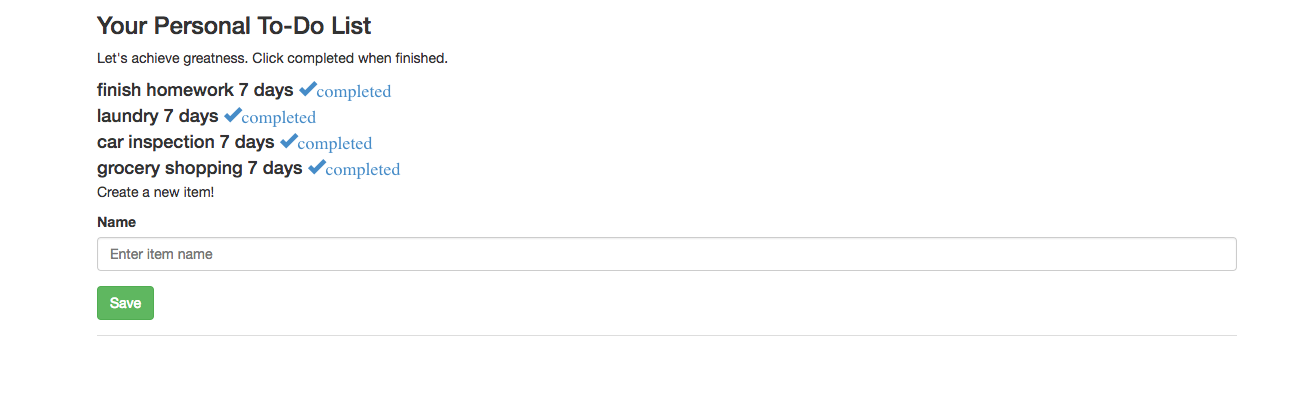 Your Personal To-Do List
Let's achieve greatness. Click completed when finished.
finish homework 7 days ✔completed
laundry 7 days ✔completed
car inspection 7 days ✔completed
grocery shopping 7 days ✔completed
Create a new item!
Name
Enter item name
Save